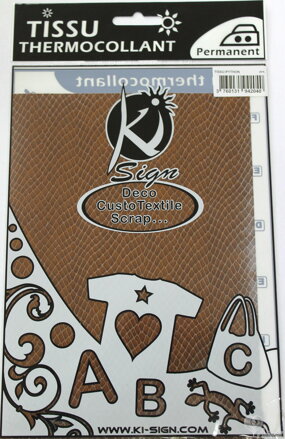 TISSU
THERMOCOLLANT
Permanent
thermocollant
Ki
Sign
Deco
CustoTextile
Scrap...
A B C
WWW.KI-SIGN.COM